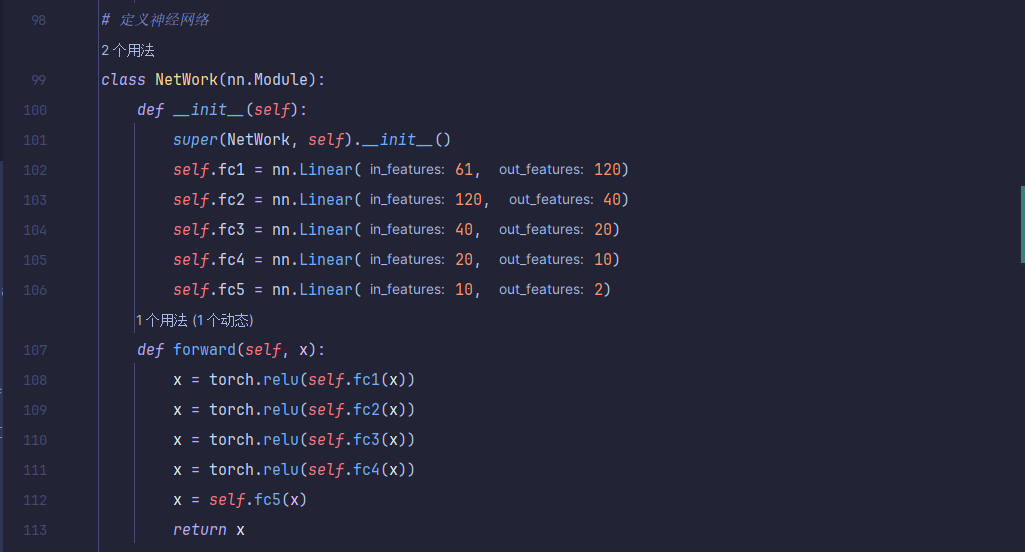 98 # 定义神经网络
2 个用法
99 class NetWork(nn.Module):
100 def __init__(self):
101 super(NetWork, self).__init__()
102 self.fc1 = nn.Linear( in_features: 61, out_features: 120)
103 self.fc2 = nn.Linear( in_features: 120, out_features: 40)
104 self.fc3 = nn.Linear( in_features: 40, out_features: 20)
105 self.fc4 = nn.Linear( in_features: 20, out_features: 10)
106 self.fc5 = nn.Linear( in_features: 10, out_features: 2)
1 个用法 (1 个动态)
107 def forward(self, x):
108 x = torch.relu(self.fc1(x))
109 x = torch.relu(self.fc2(x))
110 x = torch.relu(self.fc3(x))
111 x = torch.relu(self.fc4(x))
112 x = self.fc5(x)
113 return x